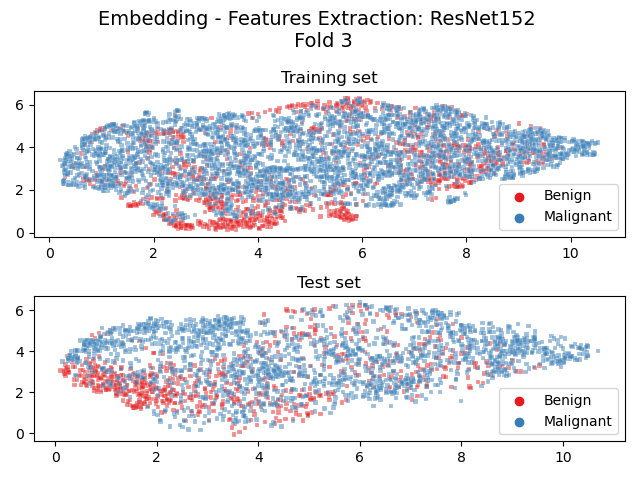 Embedding - Features Extraction: ResNet152
Fold 3
Training set
6
4
2
0
Benign
Malignant
0 2 4 6 8 10
Test set
6
4
2
0
Benign
Malignant
0 2 4 6 8 10